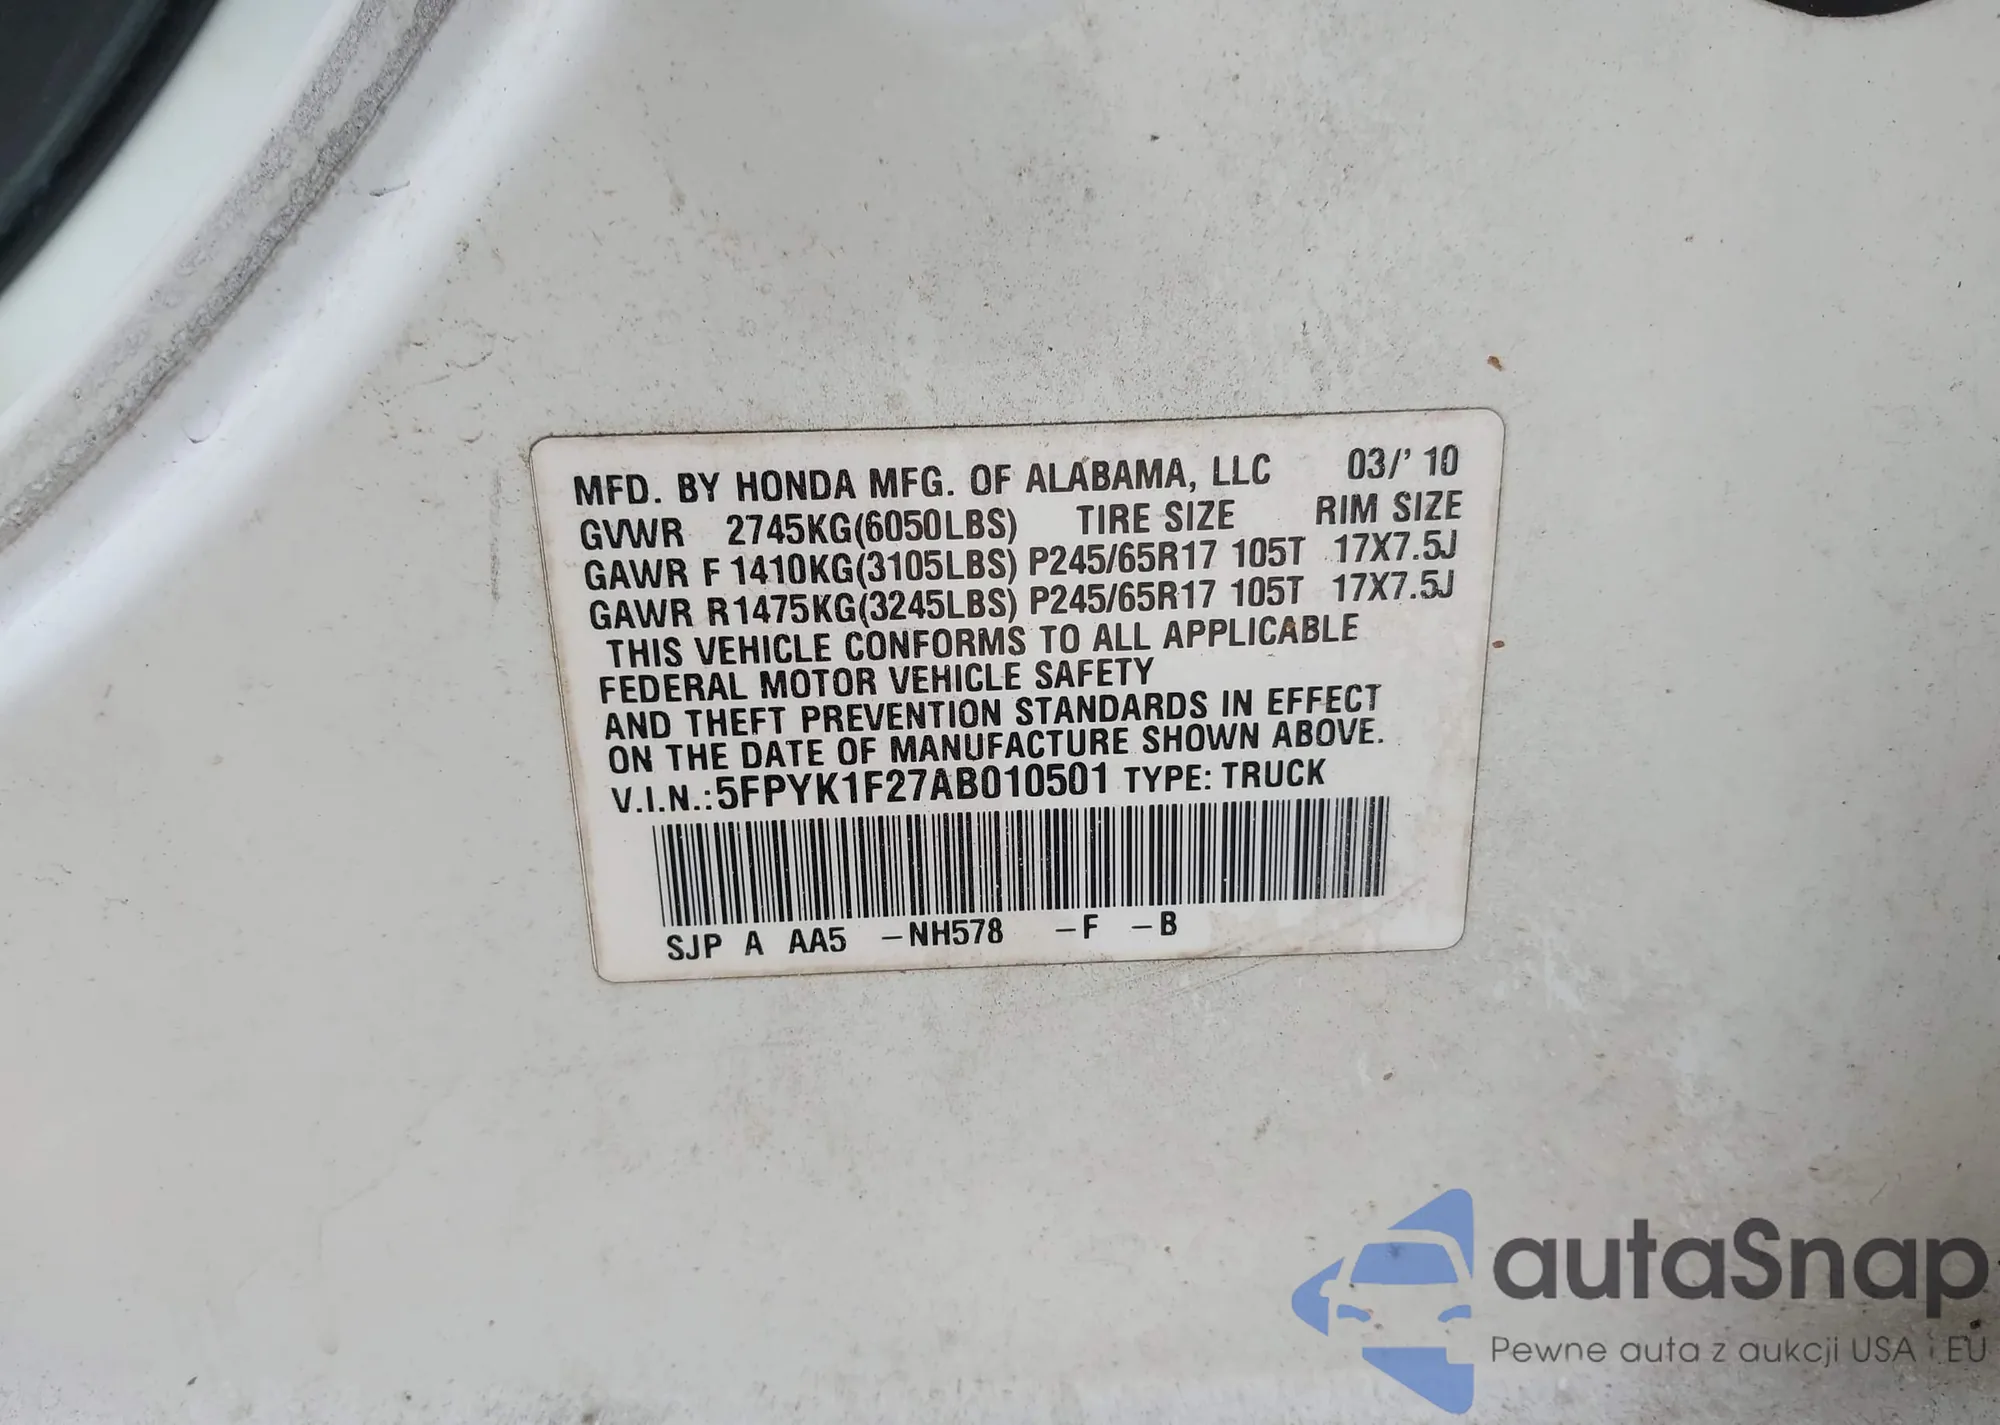 MFD. BY HONDA MFG. OF ALABAMA, LLC 03/' 10
GVWR 2745KG(6050LBS) TIRE SIZE RIM SIZE
GAWR F 1410KG(3105LBS) P245/65R17 105T 17X7.5J
GAWR R1475KG(3245LBS) P245/65R17 105T 17X7.5J
THIS VEHICLE CONFORMS TO ALL APPLICABLE
FEDERAL MOTOR VEHICLE SAFETY
AND THEFT PREVENTION STANDARDS IN EFFECT
ON THE DATE OF MANUFACTURE SHOWN ABOVE.
V.I.N.:5FPYK1F27AB010501 TYPE: TRUCK
SJP A AA5 -NH578 -F -B
autaSnap
Pewne auta z aukcji USA i EU